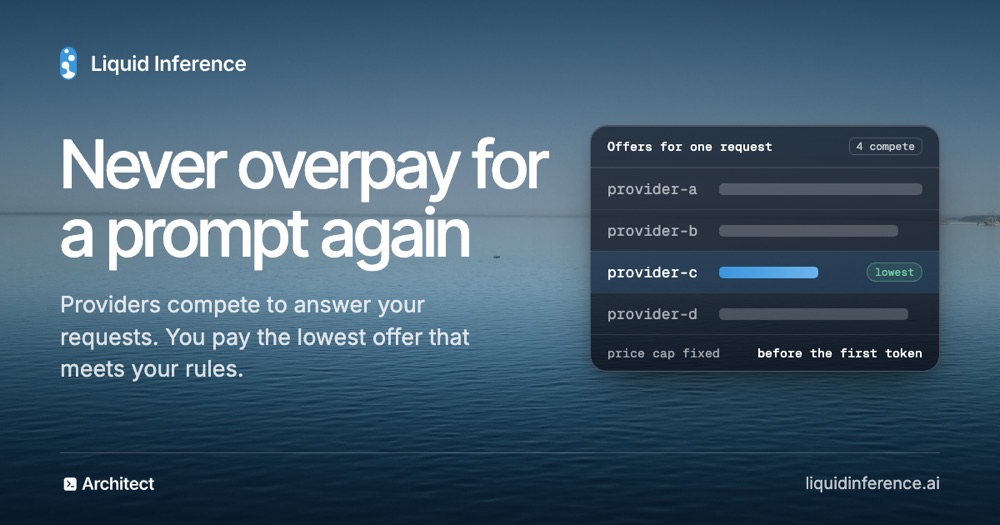 Liquid Inference
Never overpay for
a prompt again
Providers compete to answer your
requests. You pay the lowest offer that
meets your rules.
Offers for one request 4 compete
provider-a
provider-b
provider-c lowest
provider-d
price cap fixed before the first token
Architect
liquidinference.ai